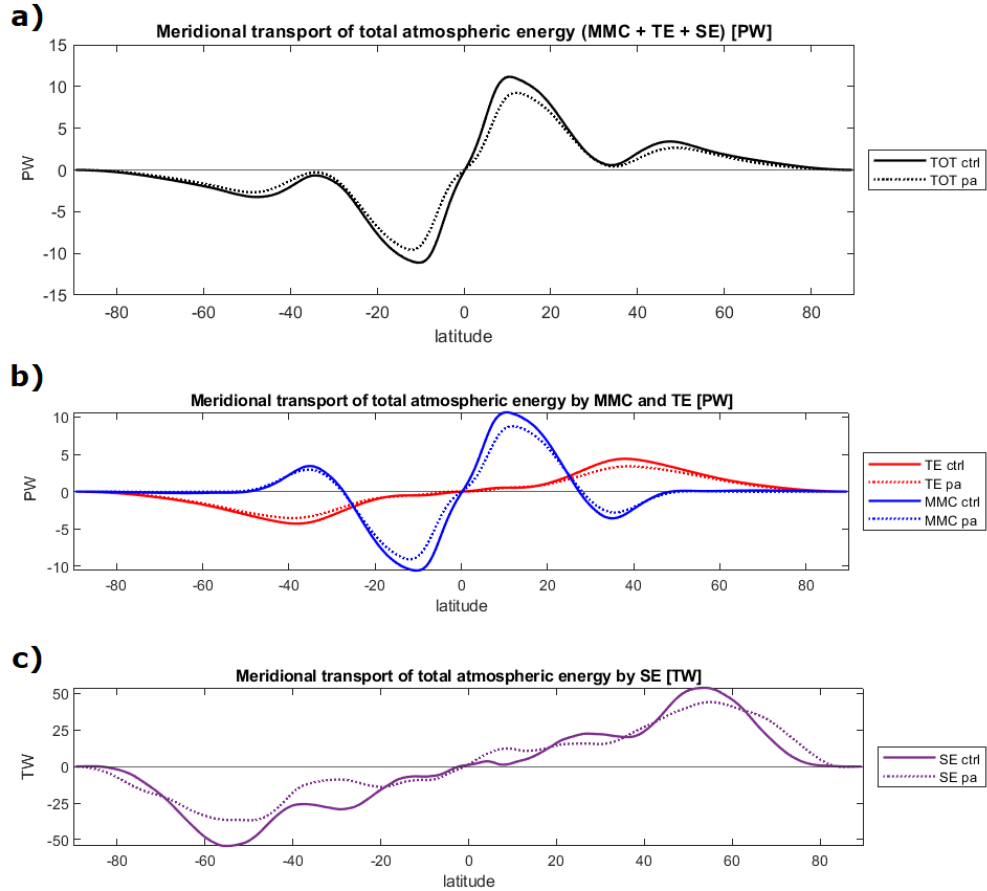 a)
Meridional transport of total atmospheric energy (MMC + TE + SE) [PW]
15
10
5
0
-5
-10
-15
PW
-80 -60 -40 -20 0 20 40 60 80
latitude
TOT ctrl
TOT pa
b)
Meridional transport of total atmospheric energy by MMC and TE [PW]
10
5
0
-5
-10
PW
-80 -60 -40 -20 0 20 40 60 80
latitude
TE ctrl
TE pa
MMC ctrl
MMC pa
c)
Meridional transport of total atmospheric energy by SE [TW]
50
25
0
-25
-50
TW
-80 -60 -40 -20 0 20 40 60 80
latitude
SE ctrl
SE pa